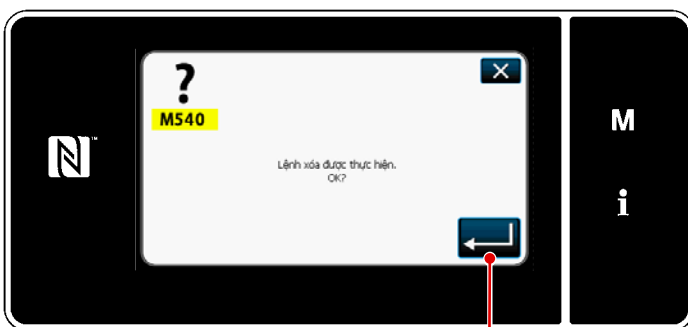 ?
M540
Lệnh xóa được thực hiện.
OK?
M
i